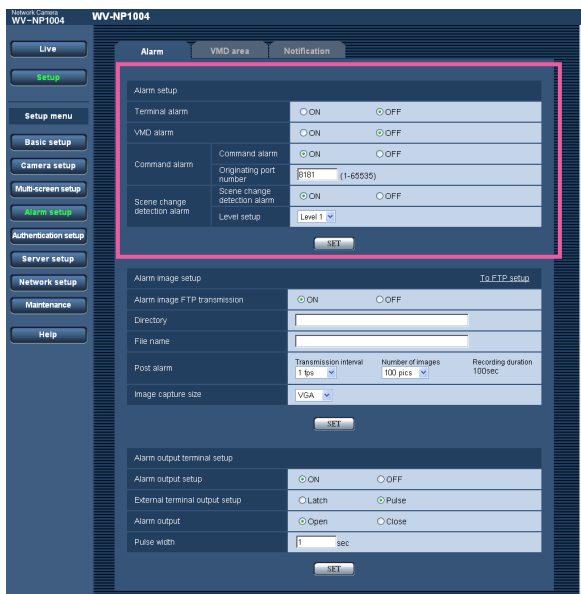 Network Camera
WV-NP1004
WV-NP1004
Live
Setup
Setup menu
Basic setup
Camera setup
Multi-screen setup
Alarm setup
Authentication setup
Server setup
Network setup
Maintenance
Help
Alarm VMD area Notification
Alarm setup
Terminal alarm ON OFF
VMD alarm ON OFF
Command alarm
Command alarm ON OFF
Originating port
number
8181 (1-65535)
Scene change
detection alarm
Scene change
detection alarm
ON OFF
Level setup Level 1
SET
Alarm image setup To FTP setup
Alarm image FTP transmission ON OFF
Directory
File name
Post alarm
Transmission interval Number of images Recording duration
1 fps 100 pics 100sec
Image capture size VGA
SET
Alarm output terminal setup
Alarm output setup ON OFF
External terminal output setup Latch Pulse
Alarm output Open Close
Pulse width 1 sec
SET